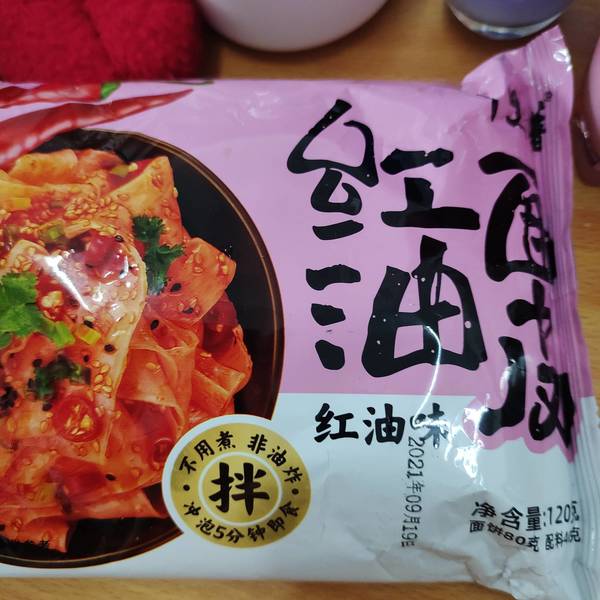 红油
面皮
红油味
不用煮 非油炸
拌
冲泡5分钟即食
2021年09月19日
净含量:120克
面饼80克 配料40克